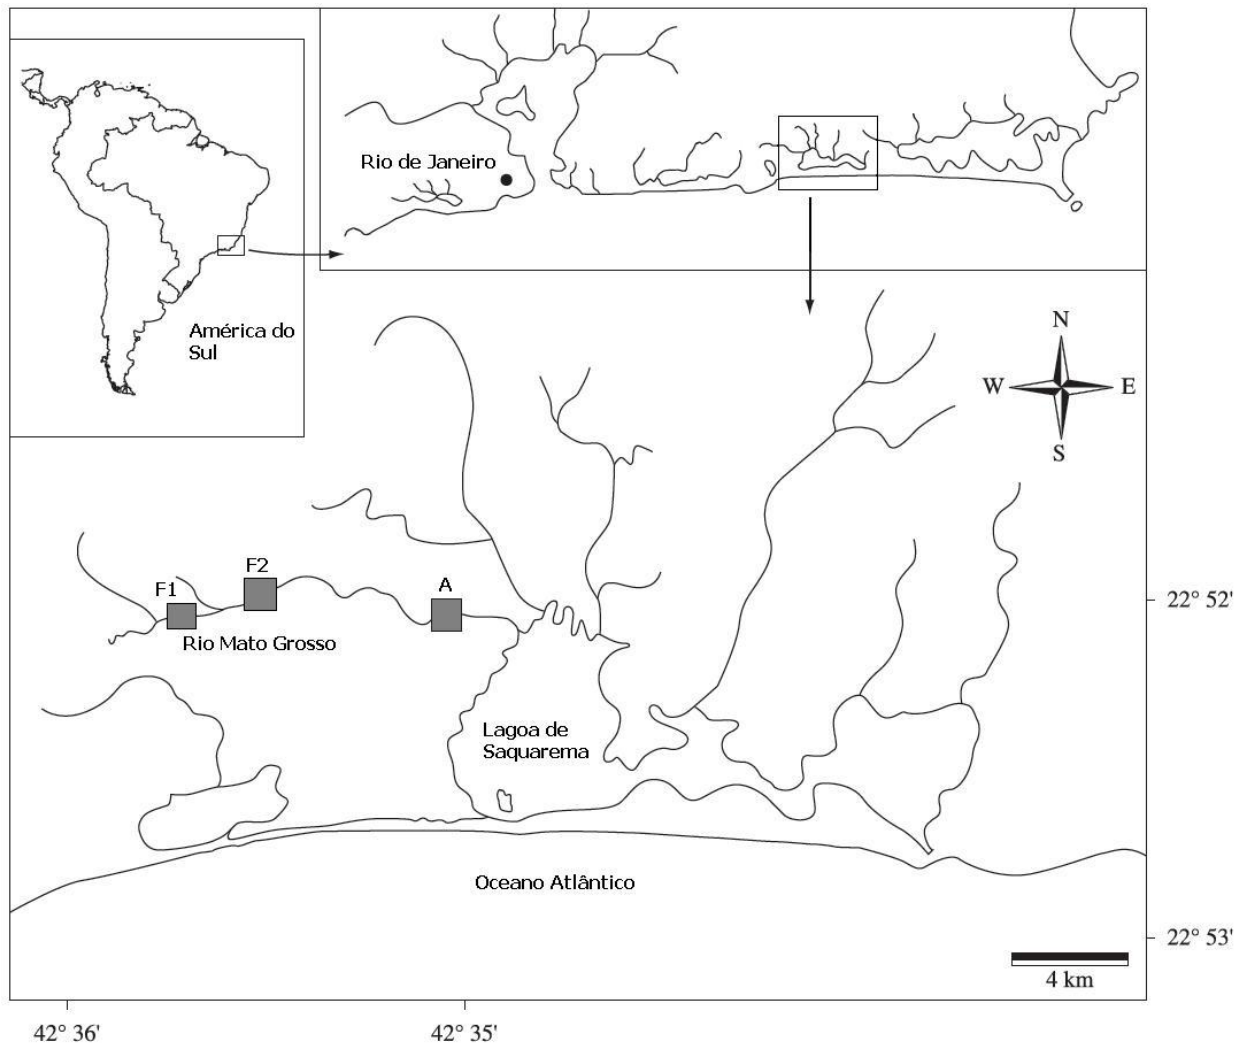 Rio de Janeiro
América do
Sul
N
W
E
S
F2
F1
A
22° 52'
Rio Mato Grosso
Lagoa de
Saquarema
Oceano Atlântico
22° 53'
4 km
42° 36'
42° 35'